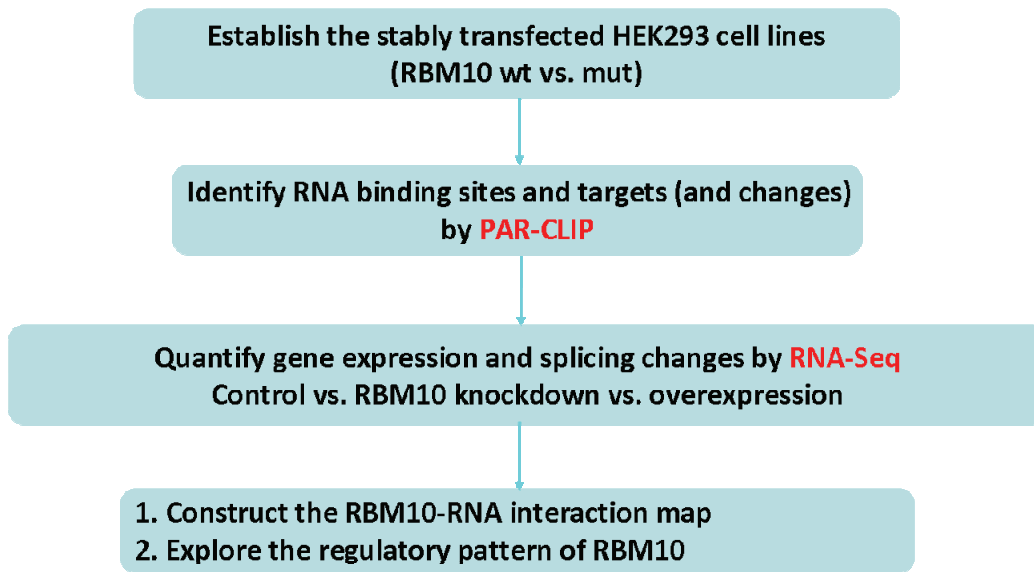 Establish the stably transfected HEK293 cell lines
(RBM10 wt vs. mut)
Identify RNA binding sites and targets (and changes)
by PAR-CLIP
Quantify gene expression and splicing changes by RNA-Seq
Control vs. RBM10 knockdown vs. overexpression
1. Construct the RBM10-RNA interaction map
2. Explore the regulatory pattern of RBM10